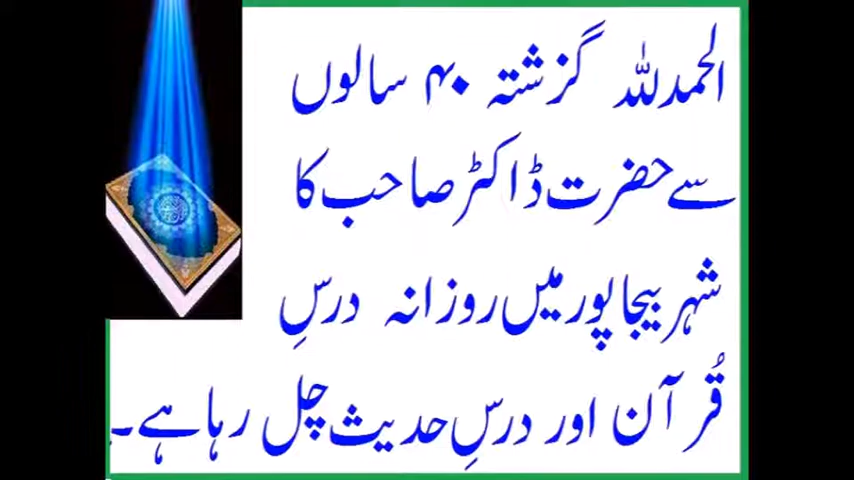 الحمدللہ گزشتہ ۴۰ سالوں
سے حضرت ڈاکٹر صاحب کا
شہر بیجاپور میں روزانہ درسِ
قُرآن اور درسِ حدیث چل رہا ہے۔